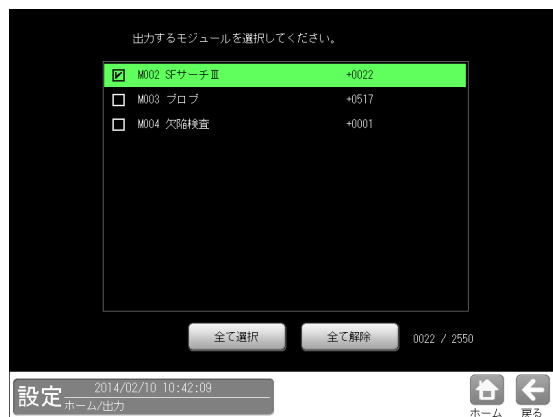 出力するモジュールを選択してください。
M002 SFサーチⅢ +0022
M003 ブロブ +0517
M004 欠陥検査 +0001
全て選択 全て解除 0022 / 2550
設定 2014/02/10 10:42:09
ホーム/出力
ホーム 戻る